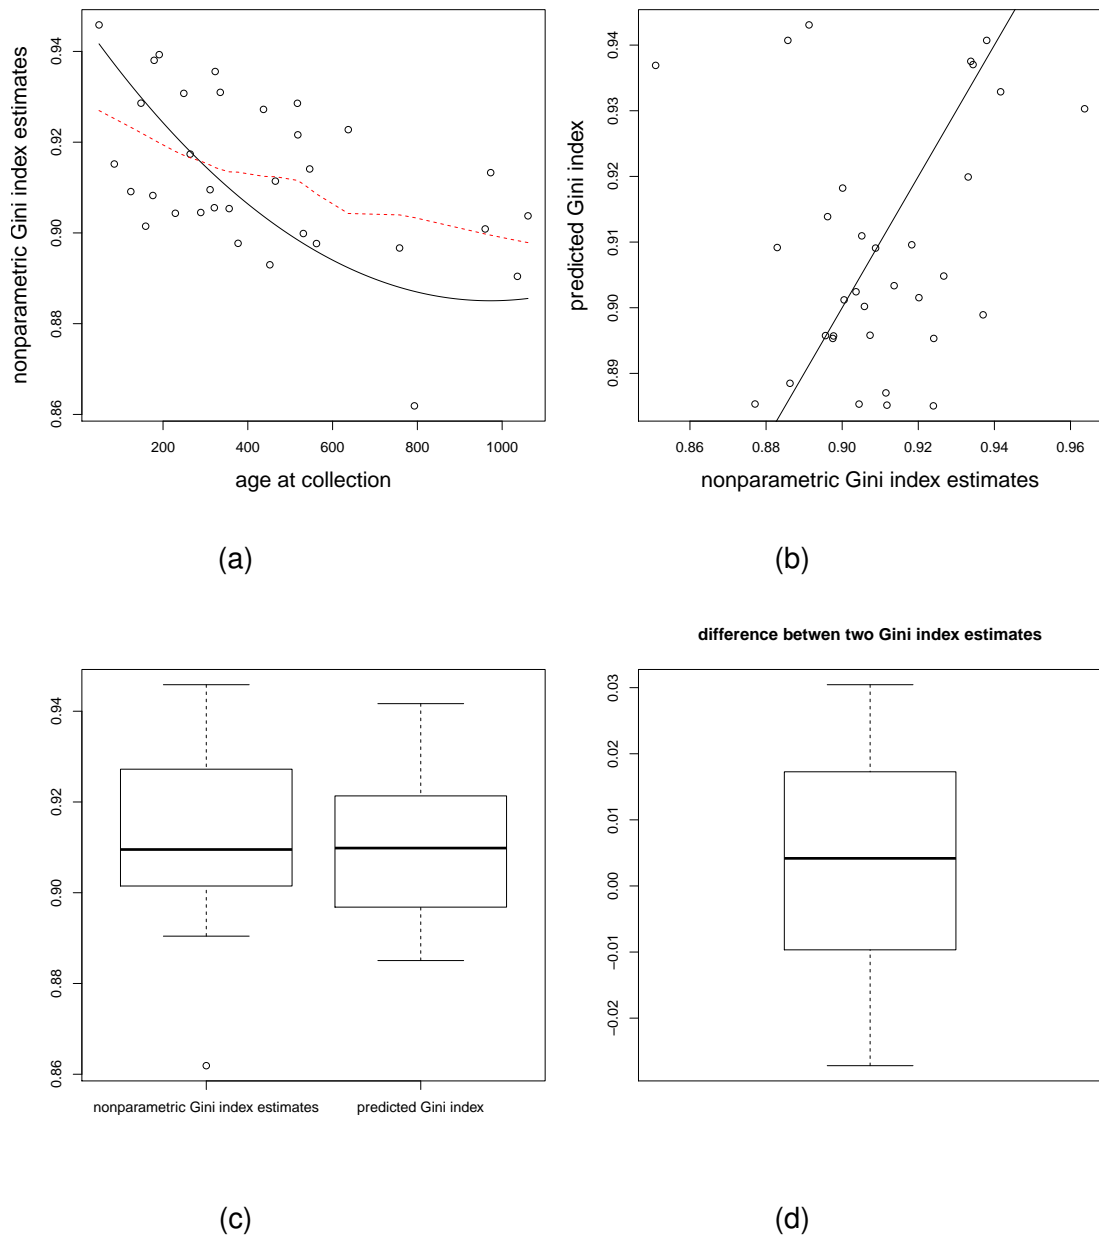 0.94
0.92
0.90
0.88
0.86
nonparametric Gini index estimates
200 400 600 800 1000
age at collection
(a)
0.94
0.93
0.92
0.91
0.90
0.89
predicted Gini index
0.86 0.88 0.90 0.92 0.94 0.96
nonparametric Gini index estimates
(b)
0.94
0.92
0.90
0.88
0.86
nonparametric Gini index estimates predicted Gini index
(c)
difference betwen two Gini index estimates
0.03
0.02
0.01
0.00
−0.01
−0.02
(d)